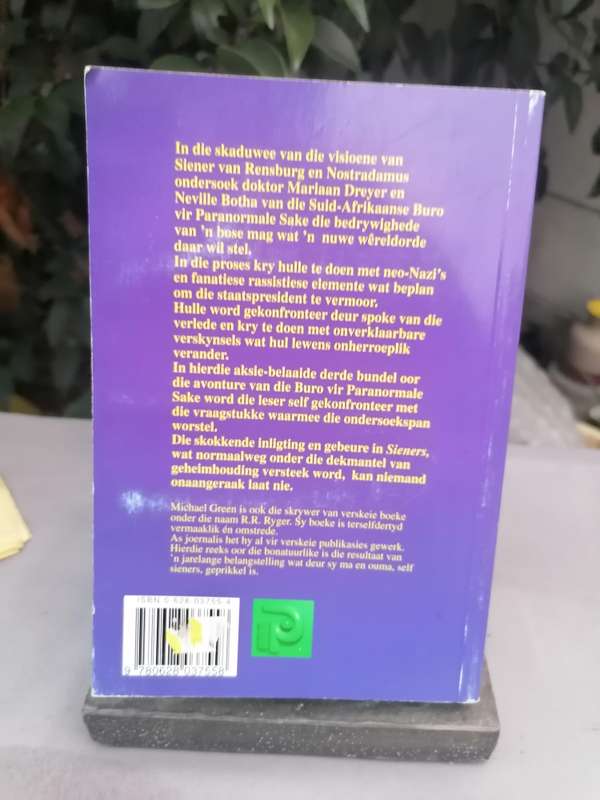 In die skaduwee van die visioene van
Siener van Rensburg en Nostradamus
ondersoek doktor Mariaan Dreyer en
Neville Botha van die Suid-Afrikaanse Buro
vir Paranormale Sake die bedrywighede
van 'n bose mag wat 'n nuwe wêreldorde
daar wil stel.
In die proses kry hulle te doen met neo-Nazi's
en fanatiese rassistiese elemente wat beplan
om die staatspresident te vermoor.
Hulle word gekonfronteer deur spoke van die
verlede en kry te doen met onverklaarbare
verskynsels wat hul lewens onherroeplik
verander.
In hierdie aksie-belaaide derde bundel oor
die avonture van die Buro vir Paranormale
Sake word die leser self gekonfronteer met
die vraagstukke waarmee die ondersoekspan
worstel.
Die skokkende inligting en gebeure in Sieners,
wat normaalweg onder die dekmantel van
geheimhouding versteek word, kan niemand
onaangeraak laat nie.
Michael Green is ook die skrywer van verskeie boeke
onder die naam R.R. Ryger. Sy boeke is terselfdertyd
vermaaklik én omstrede.
As joernalis het hy al vir verskeie publikasies gewerk.
Hierdie reeks oor die bonatuurlike is die resultaat van
'n jarelange belangstelling wat deur sy ma en ouma, self
sieners, geprikkel is.
ISBN 0-628-03755-4
9 780628 037558